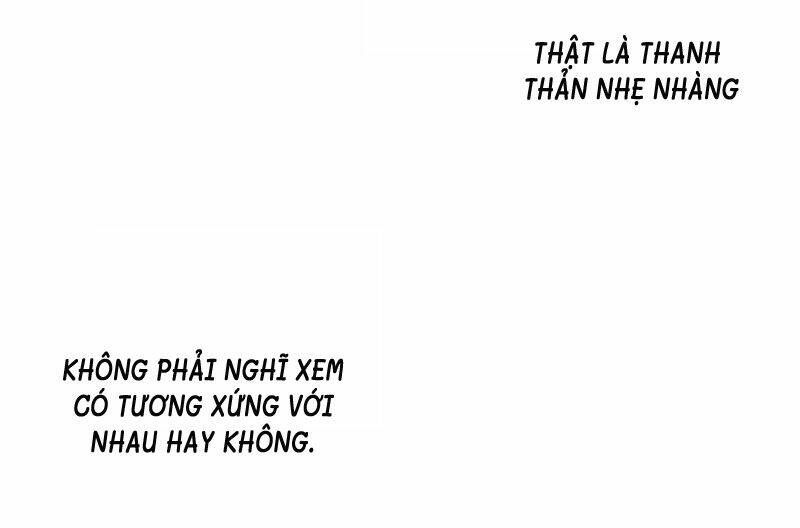 THẬT LÀ THANH
THẢN NHẸ NHÀNG
KHÔNG PHẢI NGHĨ XEM
CÓ TƯƠNG XỨNG VỚI
NHAU HAY KHÔNG.